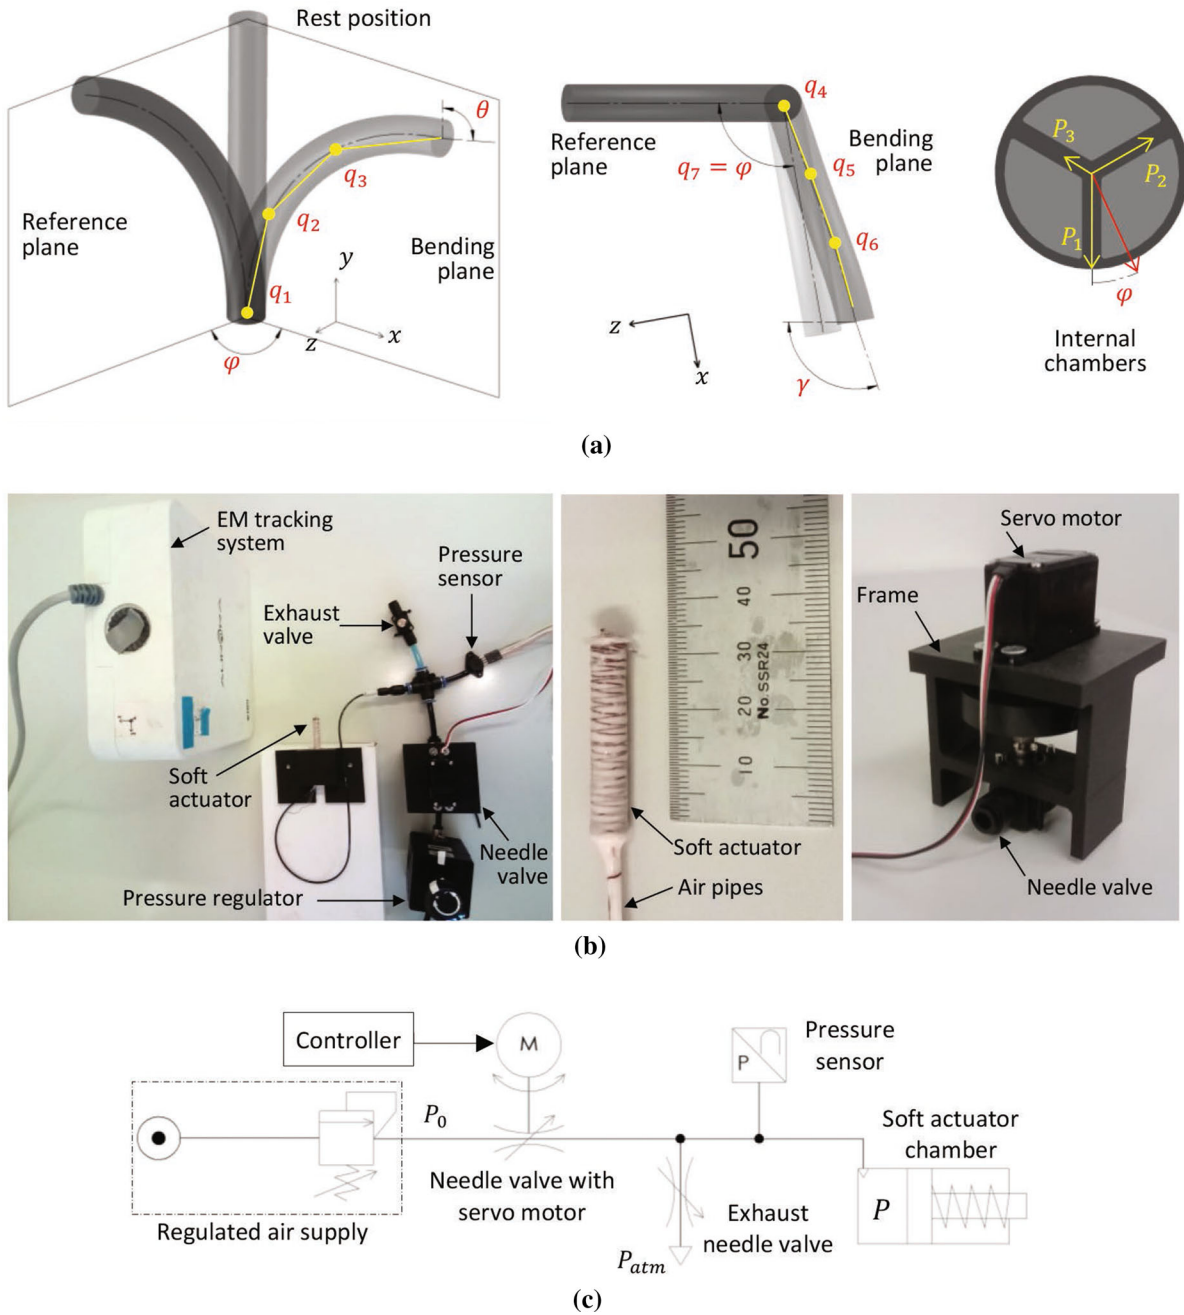 Rest position
θ
q₃
q₂
q₁
Reference
plane
Bending
plane
y
x
z
φ
q₄
Reference
plane
Bending
plane
q₇ = φ
q₅
q₆
z
x
γ
P₃
P₂
P₁
φ
Internal
chambers
(a)
EM tracking
system
Pressure
sensor
Exhaust
valve
Soft
actuator
Needle
valve
Pressure regulator
50
40
30
20
10
No.SSR24
Soft actuator
Air pipes
Servo motor
Frame
Needle valve
(b)
Controller
M
P
Pressure
sensor
P₀
Soft actuator
chamber
Needle valve with
servo motor
P
Regulated air supply
Exhaust
needle valve
Pₐₜₘ
(c)